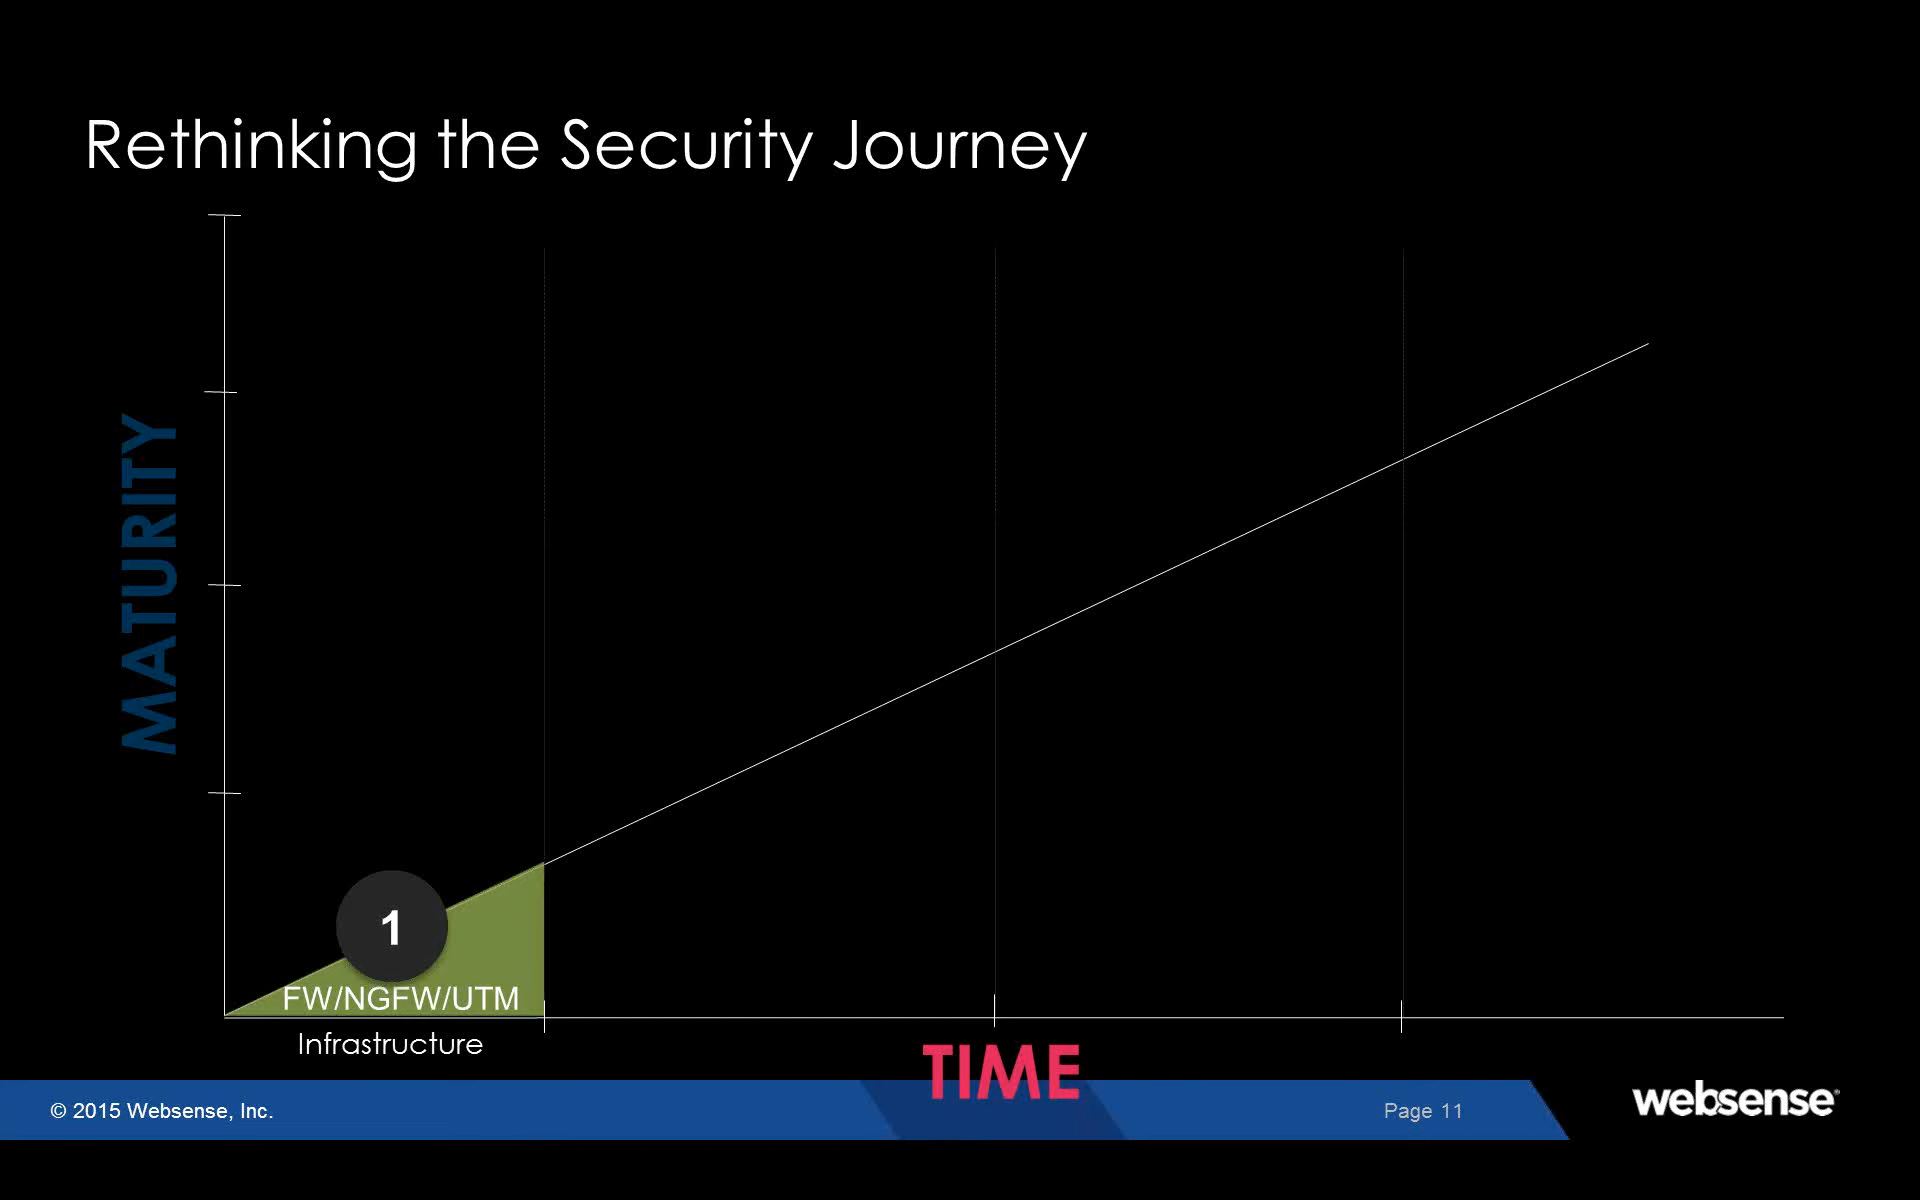 Rethinking the Security Journey
MATURITY
1
FW/NGFW/UTM
Infrastructure
TIME
© 2015 Websense, Inc.
Page 11
websense®